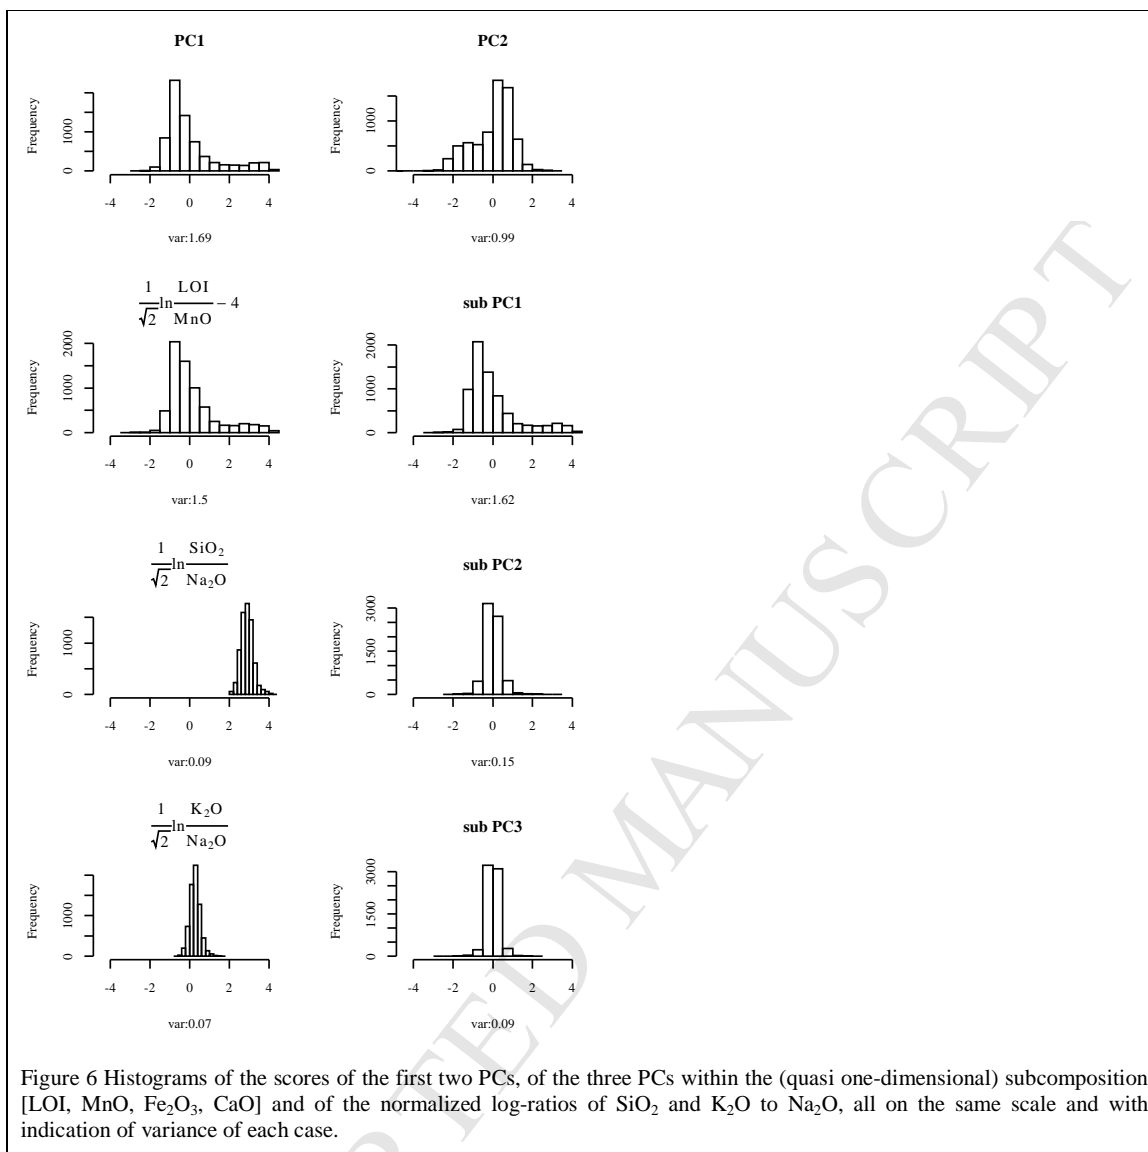 PC1
PC2
Frequency
0
1000
-4 -2 0 2 4
var:1.69
Frequency
0
1000
-4 -2 0 2 4
var:0.99
1/√2 ln LOI/MnO – 4
sub PC1
Frequency
0
1000
2000
-4 -2 0 2 4
var:1.5
Frequency
0
1000
2000
-4 -2 0 2 4
var:1.62
1/√2 ln SiO₂/Na₂O
sub PC2
Frequency
0
1000
-4 -2 0 2 4
var:0.09
Frequency
0
1500
3000
-4 -2 0 2 4
var:0.15
1/√2 ln K₂O/Na₂O
sub PC3
Frequency
0
1000
-4 -2 0 2 4
var:0.07
Frequency
0
1500
3000
-4 -2 0 2 4
var:0.09
Figure 6 Histograms of the scores of the first two PCs, of the three PCs within the (quasi one-dimensional) subcomposition
[LOI, MnO, Fe₂O₃, CaO] and of the normalized log-ratios of SiO₂ and K₂O to Na₂O, all on the same scale and with
indication of variance of each case.
PTED MANUSCRIPT